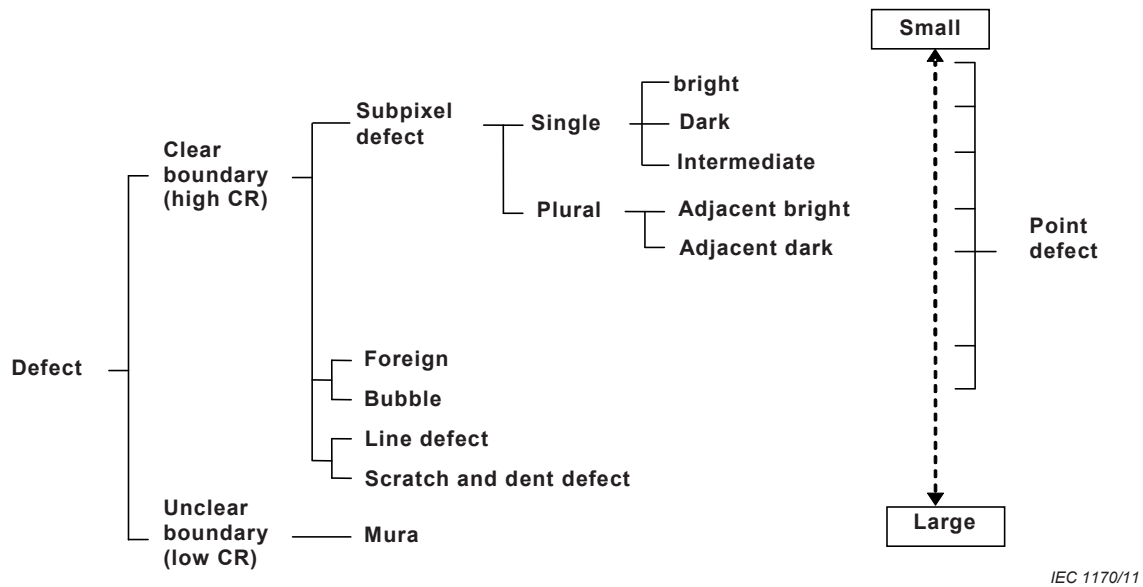 Small
bright
Subpixel
defect
Single
Dark
Clear
boundary
(high CR)
Intermediate
Plural
Adjacent bright
Adjacent dark
Point
defect
Defect
Foreign
Bubble
Line defect
Scratch and dent defect
Unclear
boundary
(low CR)
Mura
Large
IEC 1170/11